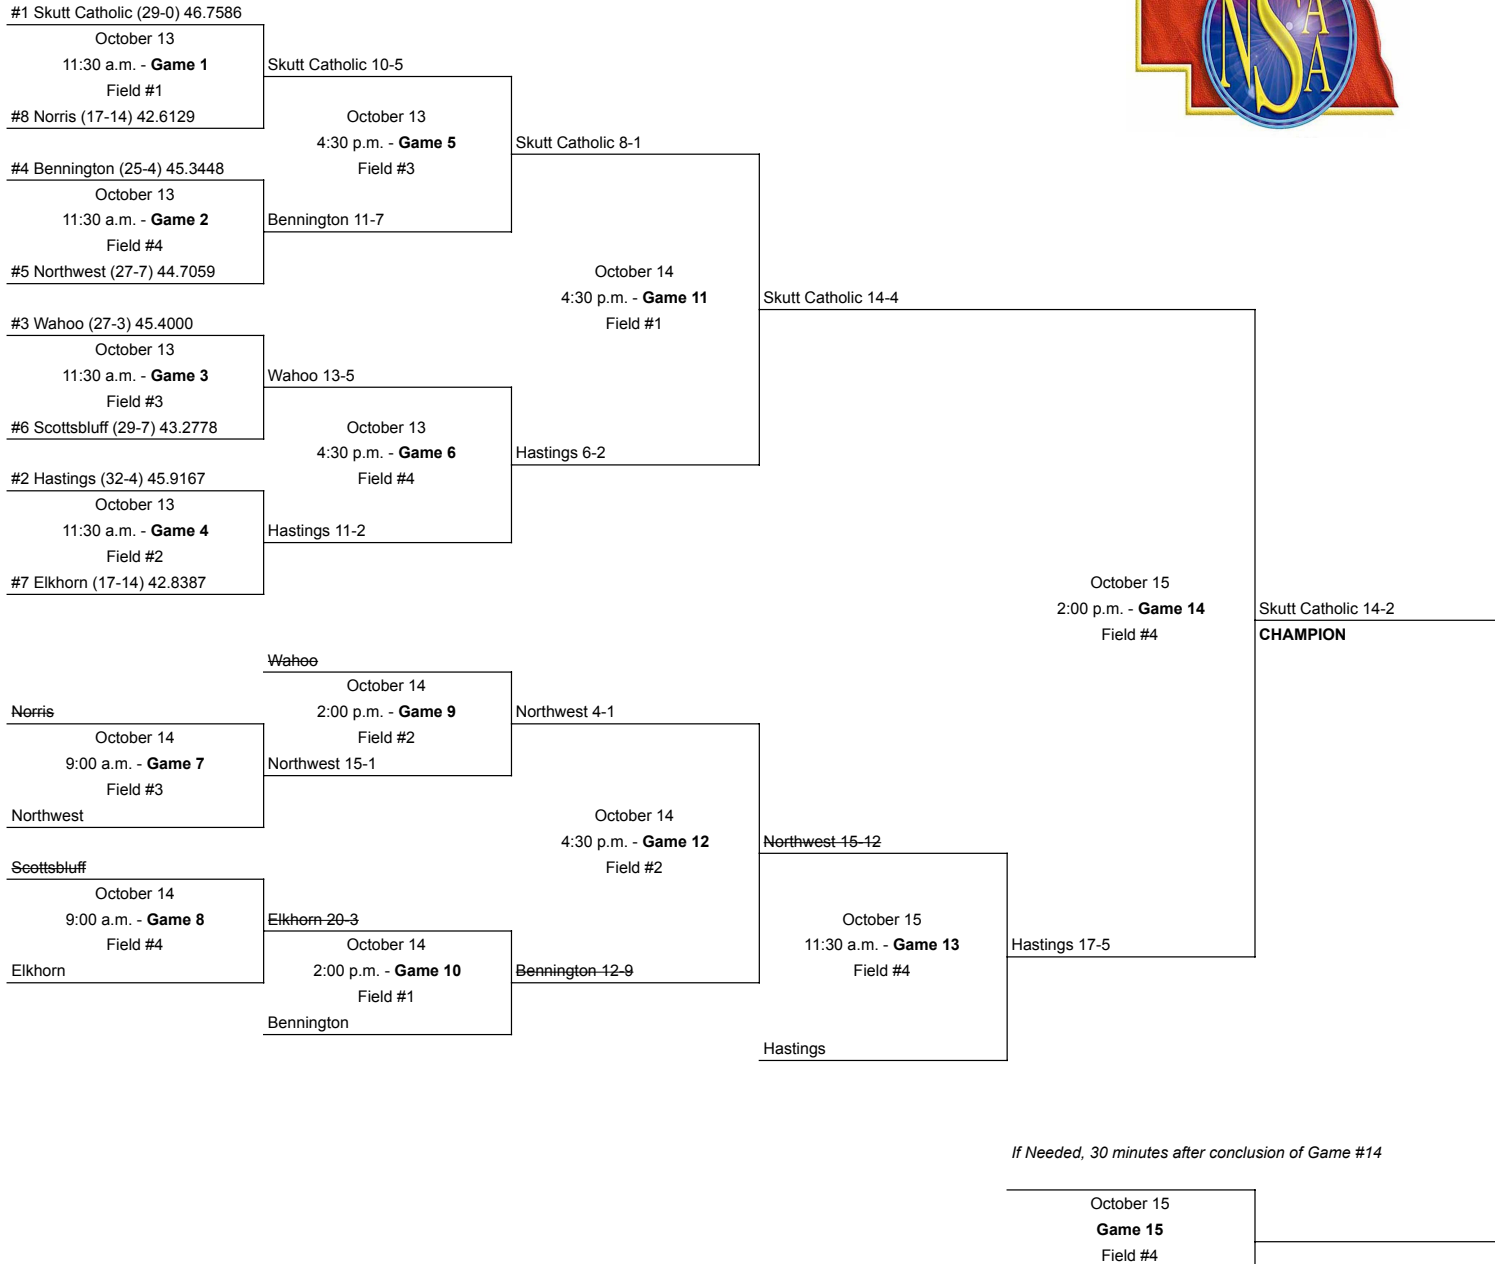 #1 Skutt Catholic (29-0) 46.7586
October 13
11:30 a.m. - Game 1
Field #1
#8 Norris (17-14) 42.6129
Skutt Catholic 10-5
October 13
4:30 p.m. - Game 5
Field #3
Skutt Catholic 8-1
#4 Bennington (25-4) 45.3448
October 13
11:30 a.m. - Game 2
Field #4
#5 Northwest (27-7) 44.7059
Bennington 11-7
October 14
4:30 p.m. - Game 11
Field #1
Skutt Catholic 14-4
#3 Wahoo (27-3) 45.4000
October 13
11:30 a.m. - Game 3
Field #3
#6 Scottsbluff (29-7) 43.2778
Wahoo 13-5
October 13
4:30 p.m. - Game 6
Field #4
Hastings 6-2
#2 Hastings (32-4) 45.9167
October 13
11:30 a.m. - Game 4
Field #2
#7 Elkhorn (17-14) 42.8387
Hastings 11-2
October 15
2:00 p.m. - Game 14
Field #4
Skutt Catholic 14-2
CHAMPION
Wahoo
October 14
2:00 p.m. - Game 9
Field #2
Northwest 4-1
Norris
October 14
9:00 a.m. - Game 7
Field #3
Northwest
Northwest 15-1
October 14
4:30 p.m. - Game 12
Field #2
Northwest 15-12
Scottsbluff
October 14
9:00 a.m. - Game 8
Field #4
Elkhorn
Elkhorn 20-3
October 14
2:00 p.m. - Game 10
Field #1
Bennington
Bennington 12-9
October 15
11:30 a.m. - Game 13
Field #4
Hastings
Hastings 17-5
If Needed, 30 minutes after conclusion of Game #14
October 15
Game 15
Field #4
NSAA